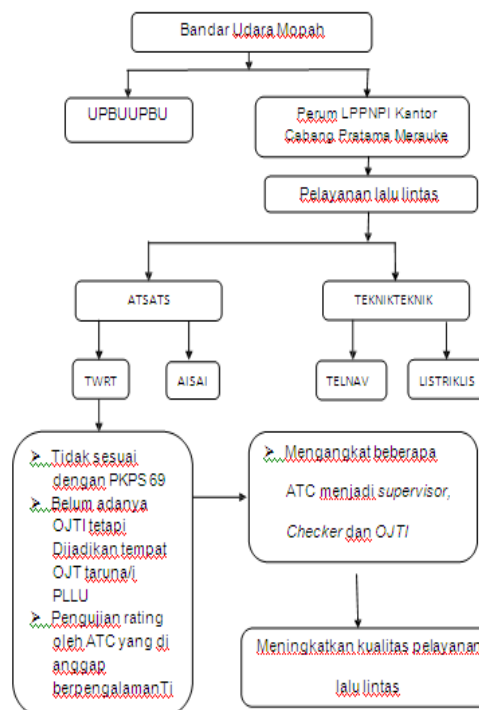 Bandar Udara Mopah
UPBUUPBU
Perum LPPNPI Kantor
Cabang Pratama Merauke
Pelayanan lalu lintas
ATSATS
TEKNIKTEKNIK
TWRT
AISAI
TELNAV
LISTRIKLIS
➢ Tidak sesuai
dengan PKPS 69
➢ Belum adanya
OJTI tetapi
Dijadikan tempat
OJT taruna/i
PLLU
➢ Pengujian rating
oleh ATC yang di
anggap
berpengalamanTi
➢ Mengangkat beberapa
ATC menjadi supervisor,
Checker dan OJTI
Meningkatkan kualitas pelayanan
lalu lintas